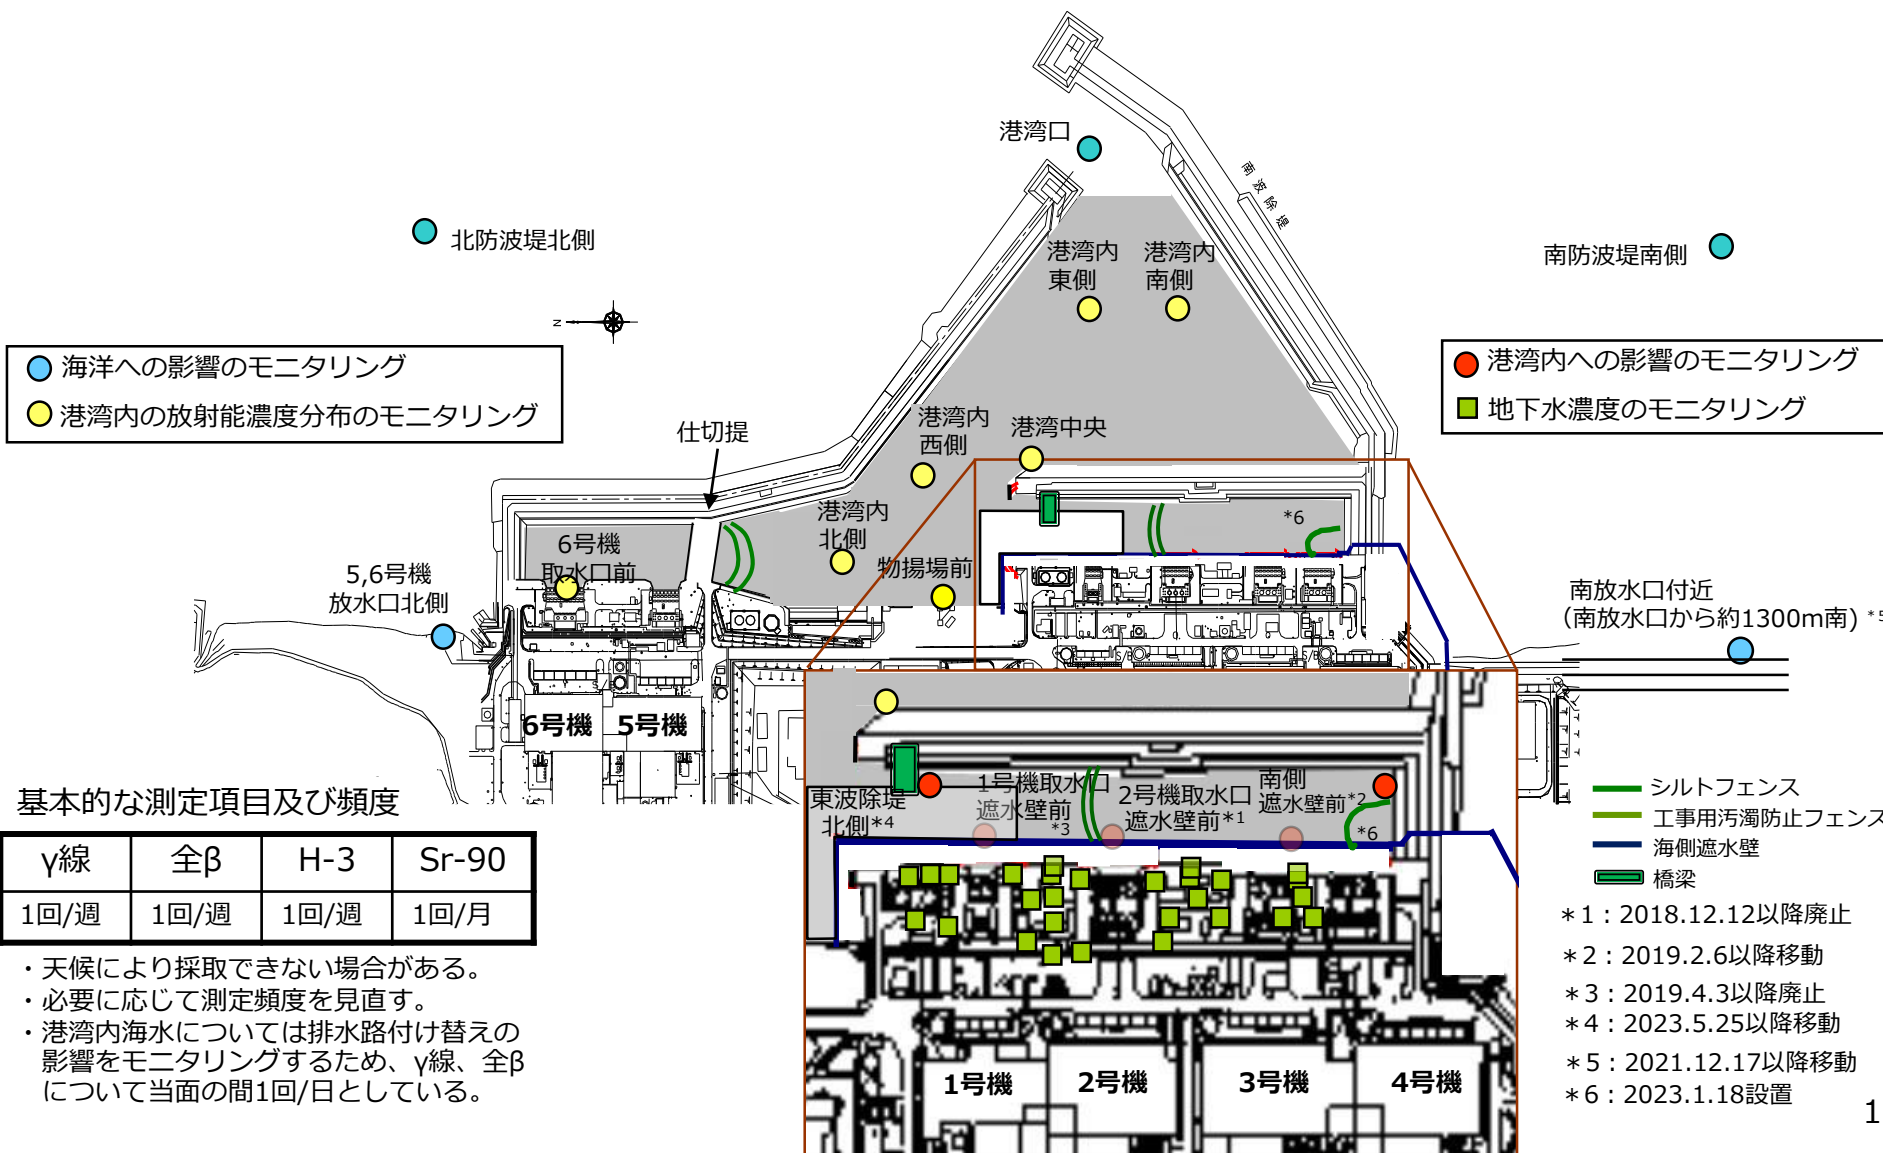 港湾口
南波除堤
北防波堤北側
南防波堤南側
港湾内
東側
港湾内
南側
N
海洋への影響のモニタリング
港湾内の放射能濃度分布のモニタリング
港湾内への影響のモニタリング
地下水濃度のモニタリング
仕切提
港湾内
西側
港湾中央
港湾内
北側
物揚場前
6号機
取水口前
*6
5,6号機
放水口北側
南放水口付近
(南放水口から約1300m南) *5
6号機
5号機
1号機取水口
遮水壁前
*3
2号機取水口
遮水壁前*1
南側
遮水壁前*2
東波除堤
北側*4
*6
1号機
2号機
3号機
4号機
シルトフェンス
工事用汚濁防止フェンス
海側遮水壁
橋梁
*1:2018.12.12以降廃止
*2:2019.2.6以降移動
*3:2019.4.3以降廃止
*4:2023.5.25以降移動
*5:2021.12.17以降移動
*6:2023.1.18設置
基本的な測定項目及び頻度
γ線 全β H-3 Sr-90
1回/週 1回/週 1回/週 1回/月
・天候により採取できない場合がある。
・必要に応じて測定頻度を見直す。
・港湾内海水については排水路付け替えの
影響をモニタリングするため、γ線、全β
について当面の間1回/日としている。
1